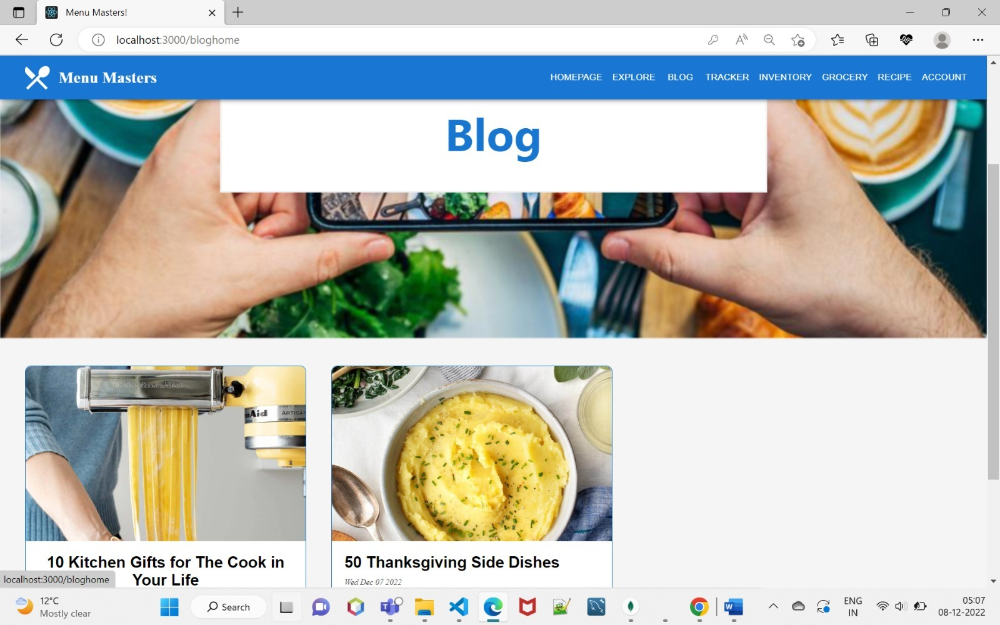 Menu Masters!
localhost:3000/bloghome
Menu Masters
HOMEPAGE EXPLORE BLOG TRACKER INVENTORY GROCERY RECIPE ACCOUNT
Blog
enAid ARTISAN
10 Kitchen Gifts for The Cook in
Your Life
50 Thanksgiving Side Dishes
Wed Dec 07 2022
localhost:3000/bloghome
12°C
Mostly clear
Search
ENG
IN
05:07
08-12-2022